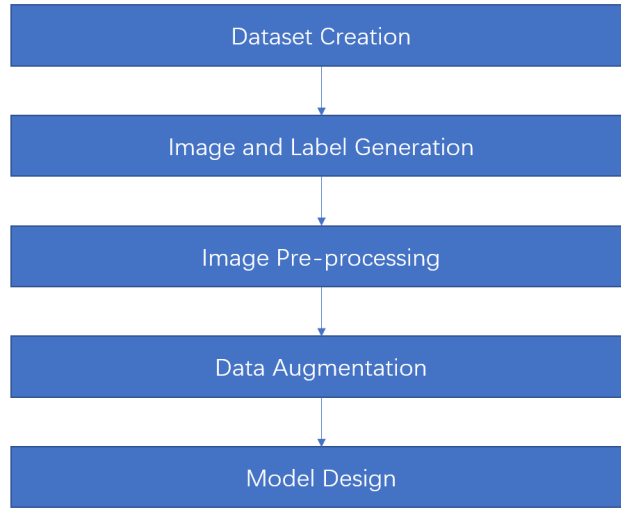 Dataset Creation
Image and Label Generation
Image Pre-processing
Data Augmentation
Model Design